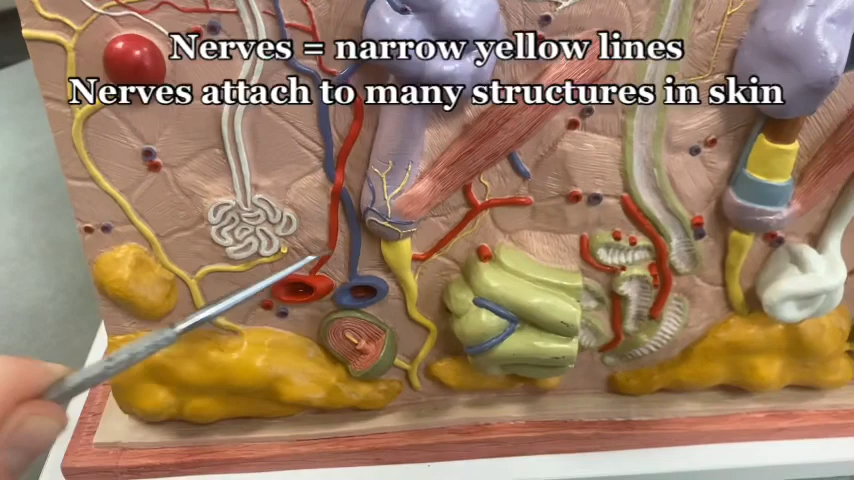 Nerves = narrow yellow lines
Nerves attach to many structures in skin